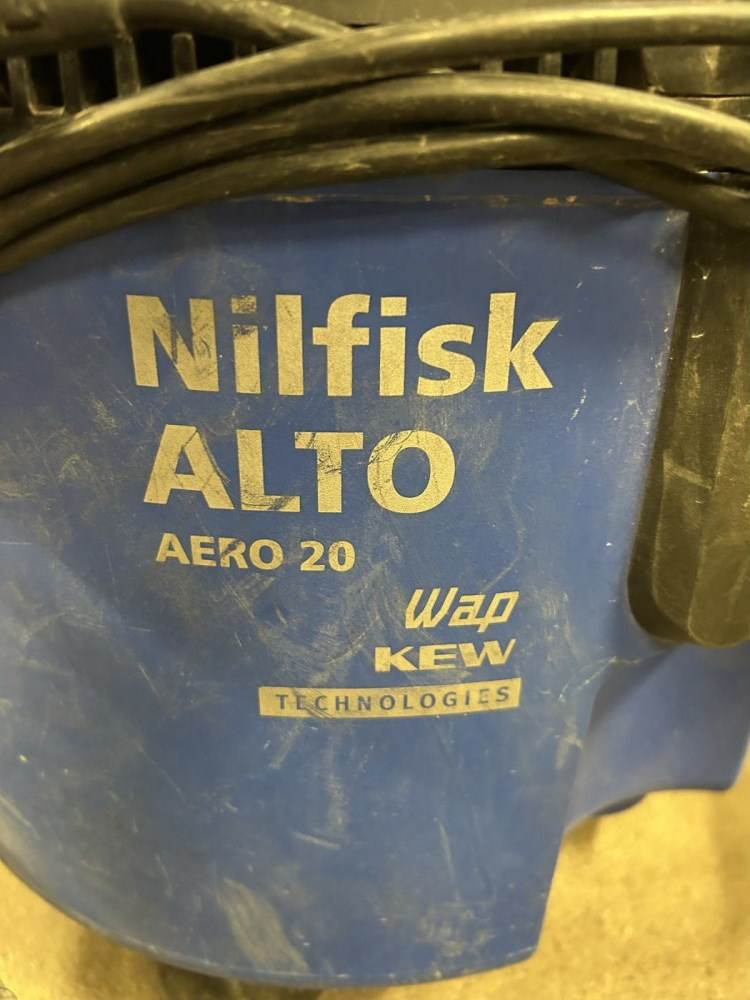 Nilfisk
ALTO
AERO 20
Wap
KEW
TECHNOLOGIES